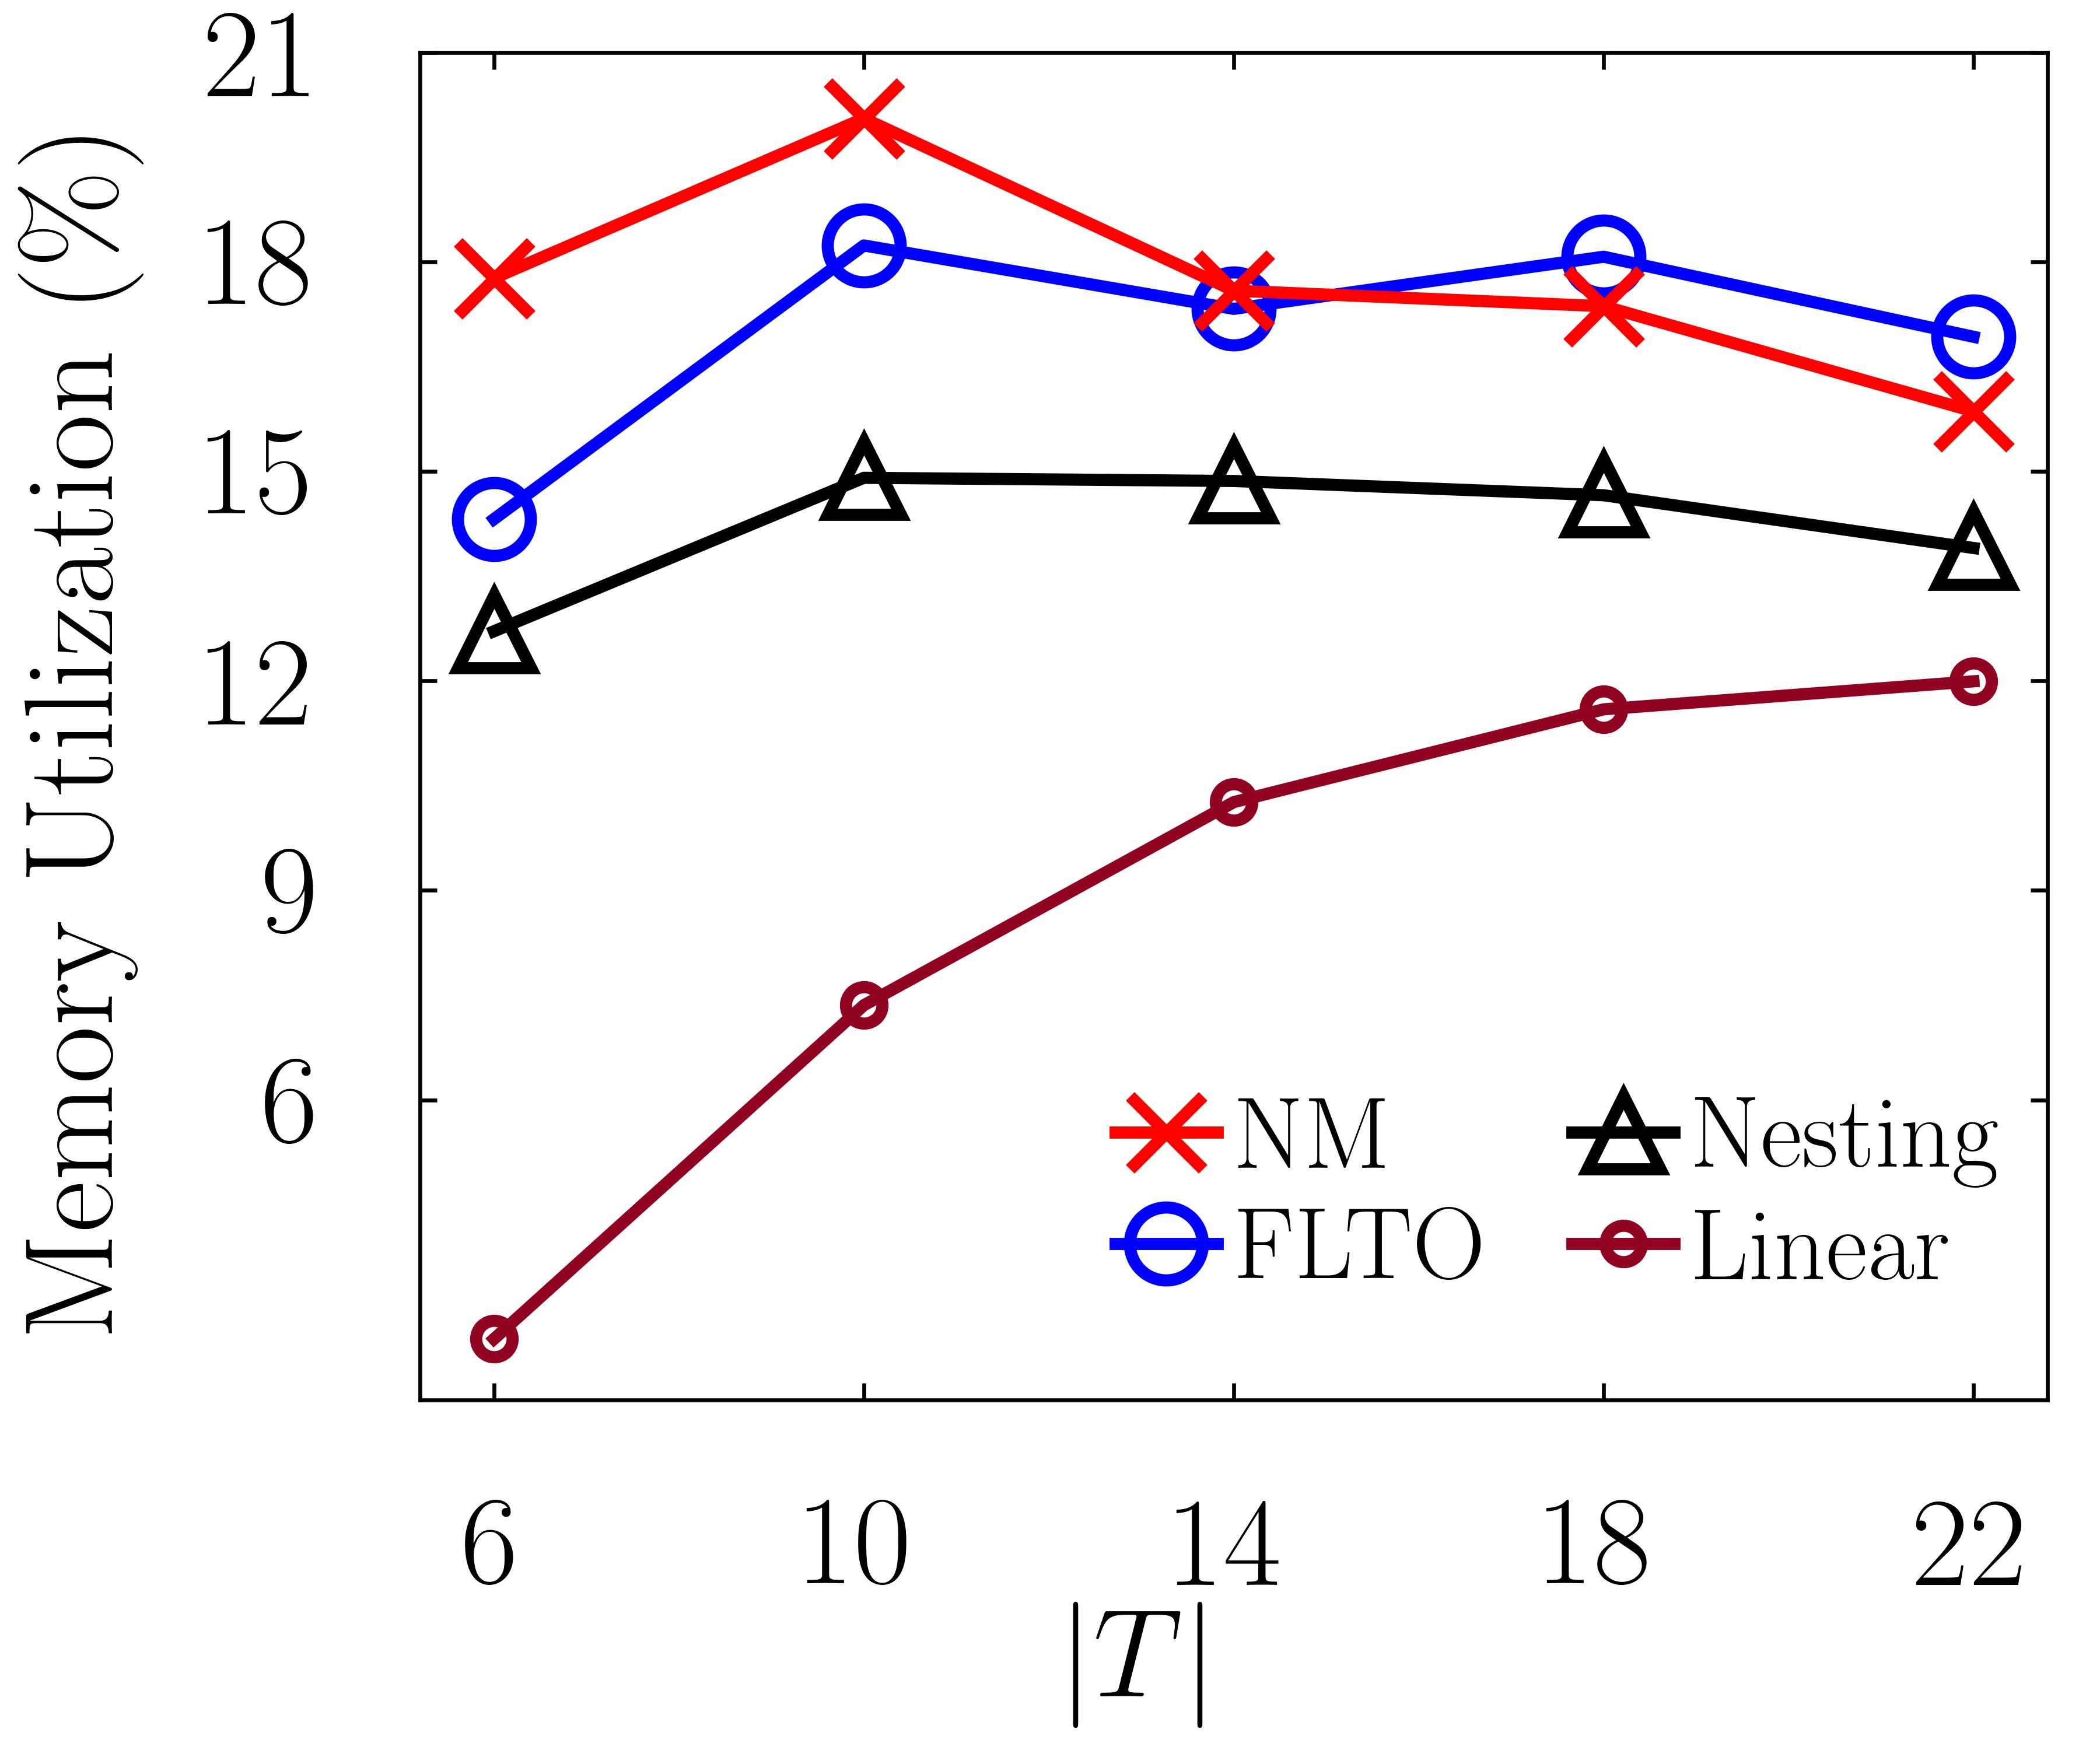 Memory Utilization (%)
21
18
15
12
9
6
NM
Nesting
FLTO
Linear
6 10 14 18 22
|T|